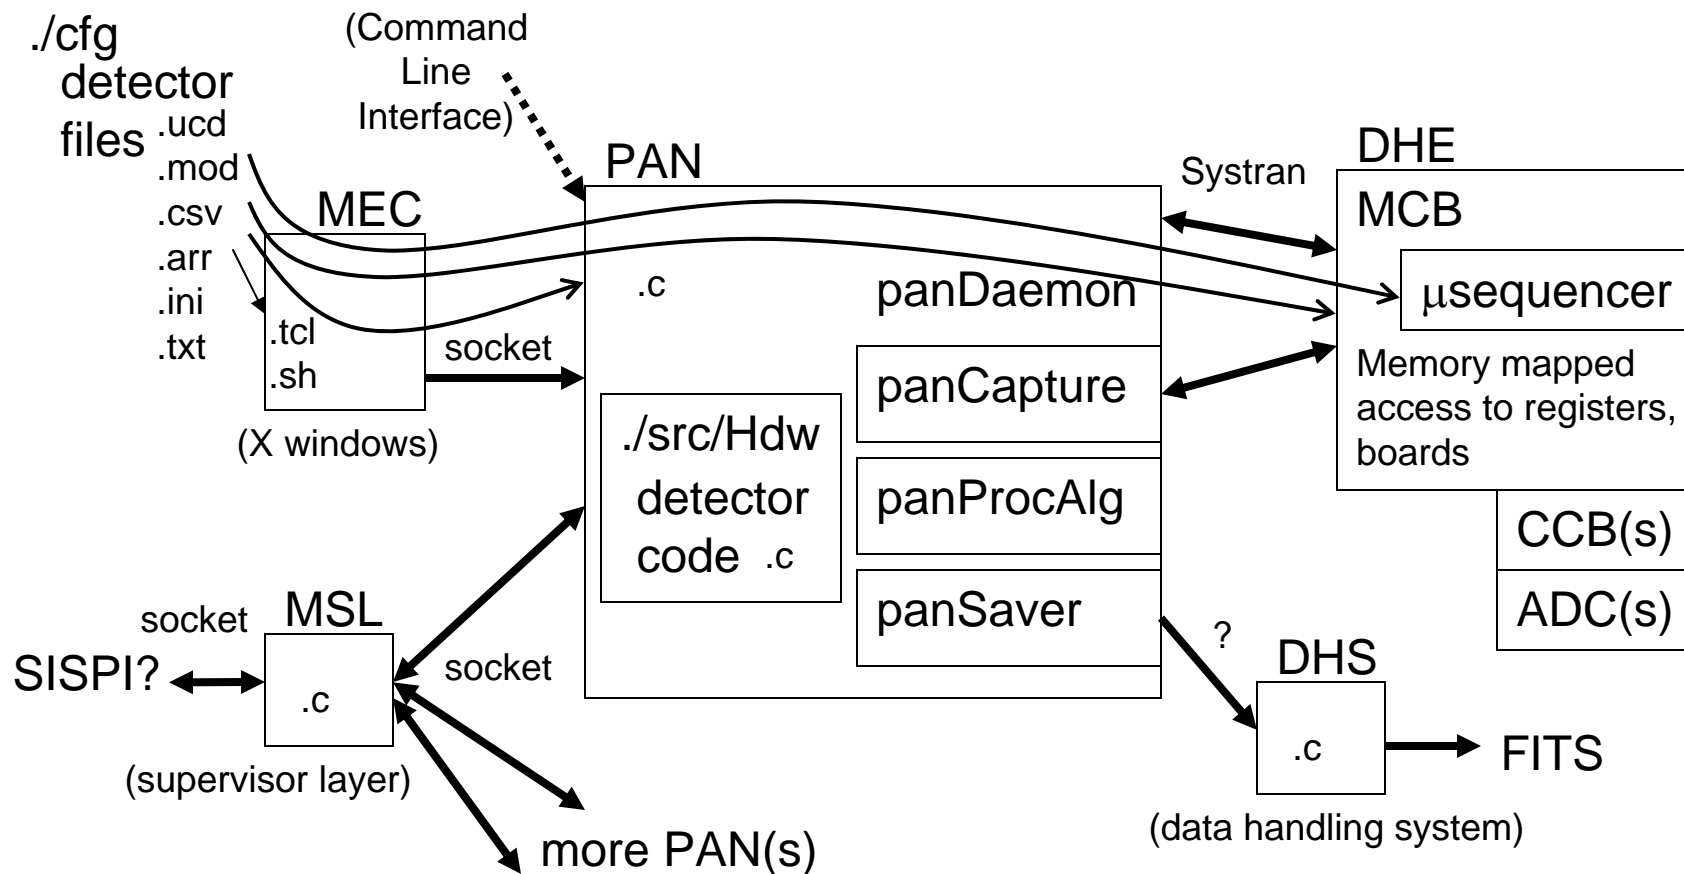 ./cfg
detector
files
.ucd
.mod
.csv
.arr
.ini
.txt
(Command
Line
Interface)
MEC
.tcl
.sh
(X windows)
socket
PAN
.c
panDaemon
panCapture
panProcAlg
panSaver
./src/Hdw
detector
code .c
Systran
DHE
MCB
μsequencer
Memory mapped
access to registers,
boards
CCB(s)
ADC(s)
socket
SISPI?
MSL
.c
(supervisor layer)
socket
more PAN(s)
?
DHS
.c
(data handling system)
FITS